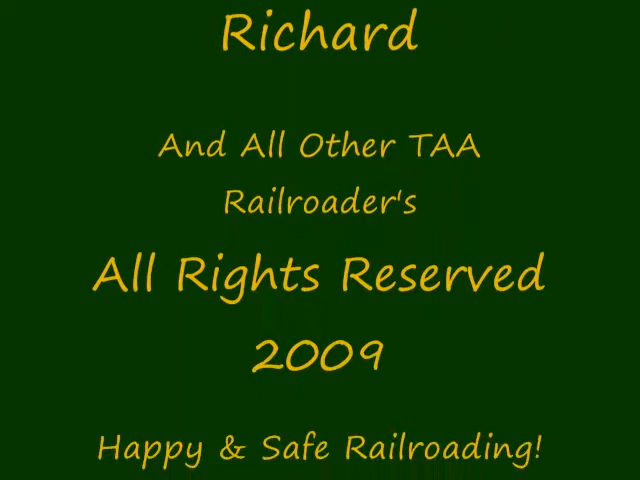 Richard
And All Other TAA
Railroader's
All Rights Reserved
2009
Happy & Safe Railroading!